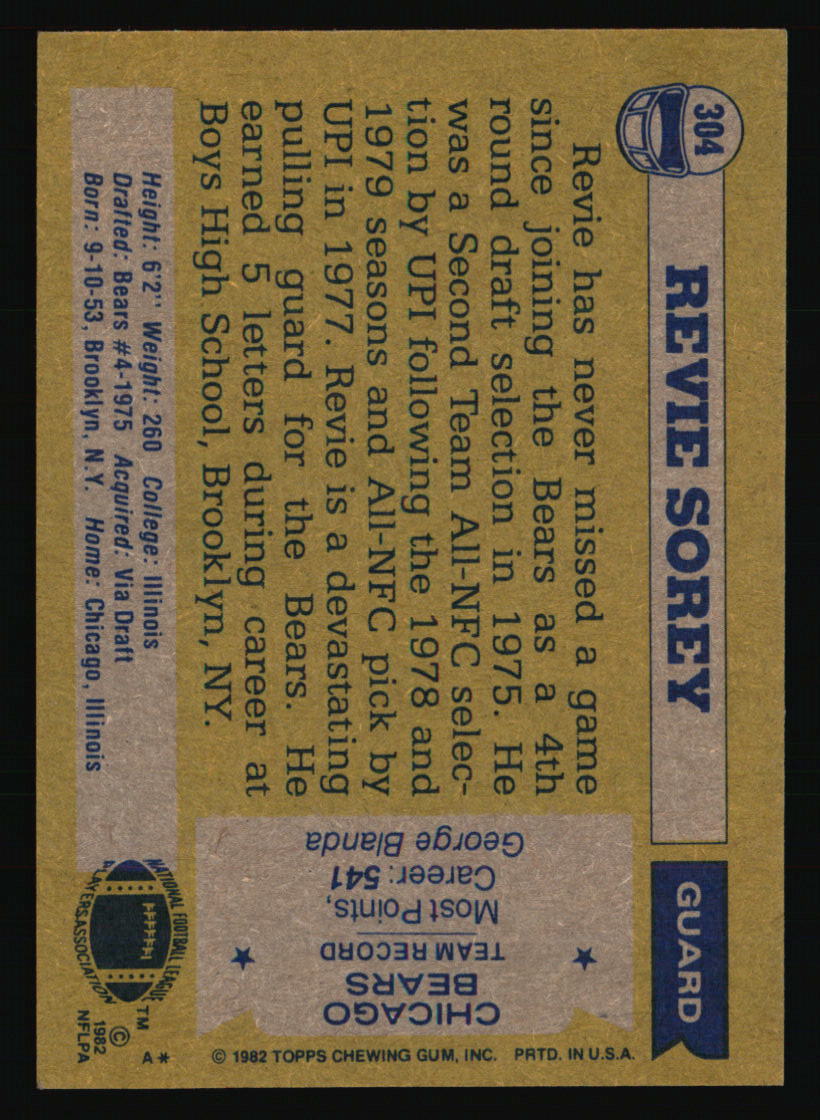 304
REVIE SOREY
GUARD
Revie has never missed a game
since joining the Bears as a 4th
round draft selection in 1975. He
was a Second Team All-NFC selec-
tion by UPI following the 1978 and
1979 seasons and All-NFC pick by
UPI in 1977. Revie is a devastating
pulling guard for the Bears. He
earned 5 letters during career at
Boys High School, Brooklyn, NY.
CHICAGO
BEARS
TEAM RECORD
Most Points,
Career: 541
George Blanda
Height: 6'2" Weight: 260 College: Illinois
Drafted: Bears #4-1975 Acquired: Via Draft
Born: 9-10-53, Brooklyn, N.Y. Home: Chicago, Illinois
NATIONAL FOOTBALL LEAGUE
PLAYERS ASSOCIATION
TM
©
1982
NFLPA
A*
© 1982 TOPPS CHEWING GUM, INC. PRTD. IN U.S.A.